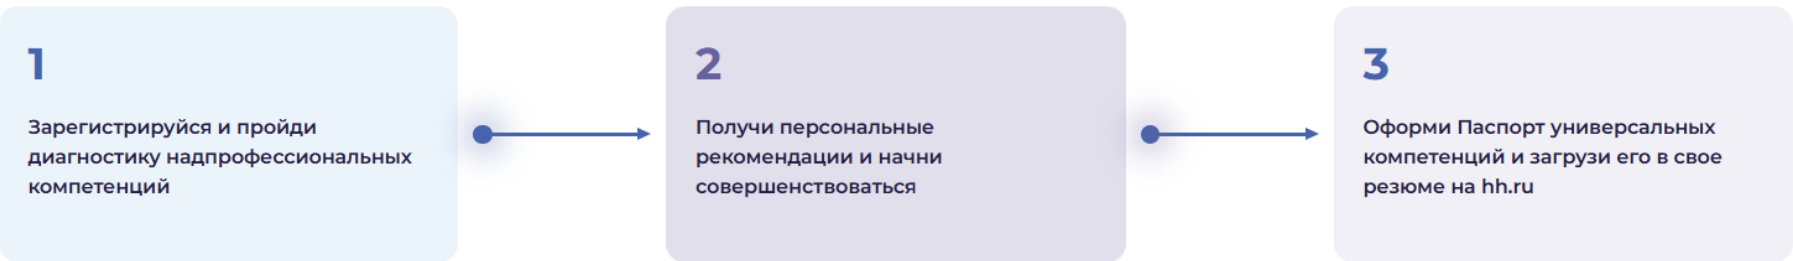 1
Зарегистрируйся и пройди
диагностику надпрофессиональных
компетенций
2
Получи персональные
рекомендации и начни
совершенствоваться
3
Оформи Паспорт универсальных
компетенций и загрузи его в свое
резюме на hh.ru